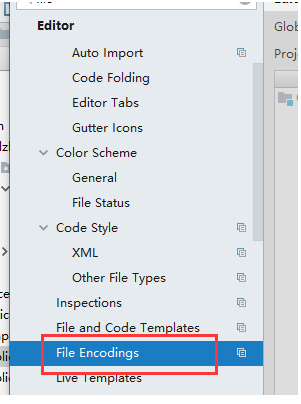 Editor
Auto Import
Code Folding
Editor Tabs
Gutter Icons
Color Scheme
General
File Status
Code Style
XML
Other File Types
Inspections
File and Code Templates
File Encodings
Live Templates
Glob
Proje